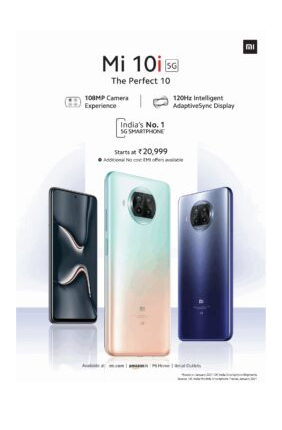 mi
Mi 10i 5G
The Perfect 10
108MP Camera
Experience
120Hz Intelligent
AdaptiveSync Display
India's No. 1
5G SMARTPHONE*
Starts at ₹20,999
Additional No cost EMI offers available
Available at mi.com | amazon.in | Mi Home | Retail Outlets